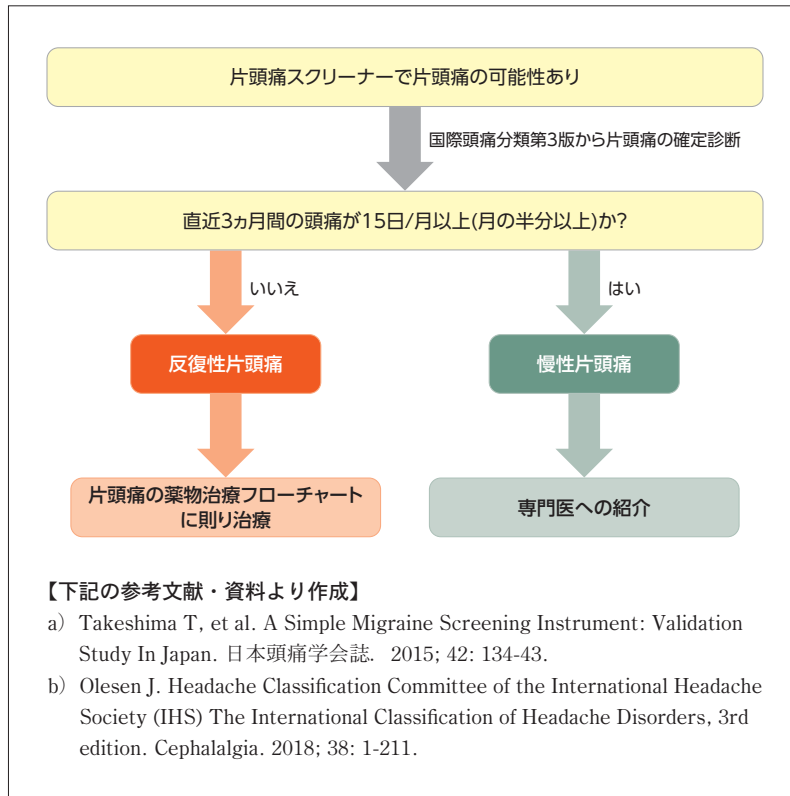 片頭痛スクリーナーで片頭痛の可能性あり
国際頭痛分類第3版から片頭痛の確定診断
直近3ヵ月間の頭痛が15日/月以上(月の半分以上)か?
いいえ
はい
反復性片頭痛
慢性片頭痛
片頭痛の薬物治療フローチャート
に則り治療
専門医への紹介
【下記の参考文献・資料より作成】
a) Takeshima T, et al. A Simple Migraine Screening Instrument: Validation
Study In Japan. 日本頭痛学会誌. 2015; 42: 134-43.
b) Olesen J. Headache Classification Committee of the International Headache
Society (IHS) The International Classification of Headache Disorders, 3rd
edition. Cephalalgia. 2018; 38: 1-211.